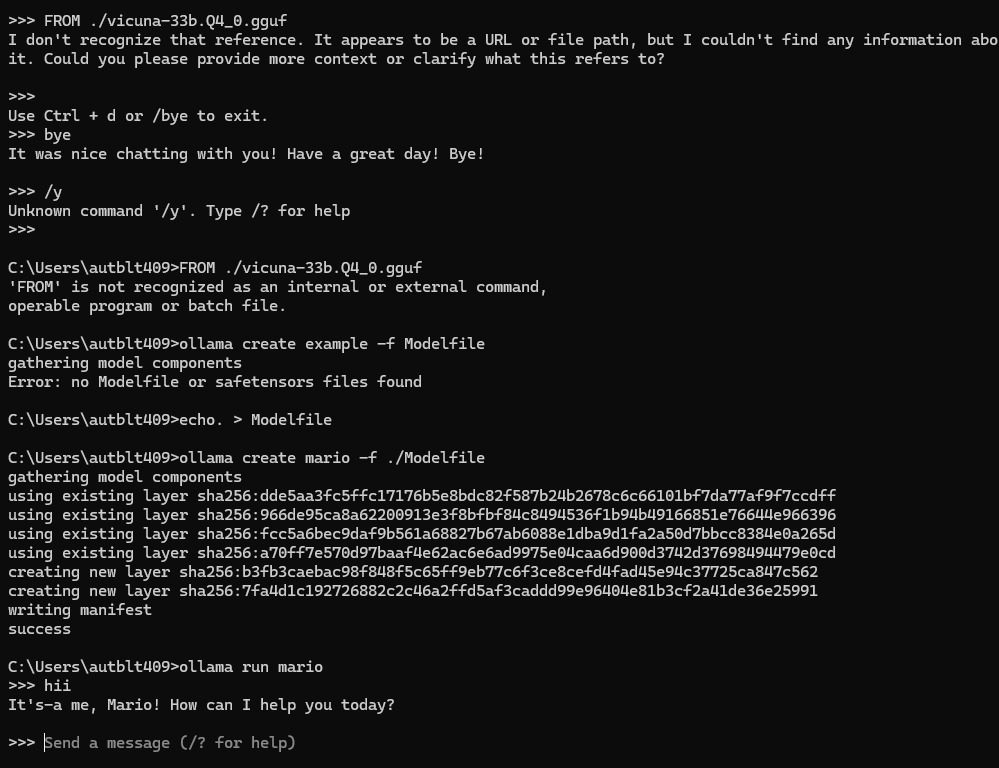 >>> FROM ./vicuna-33b.Q4_0.gguf
I don't recognize that reference. It appears to be a URL or file path, but I couldn't find any information abo
it. Could you please provide more context or clarify what this refers to?
>>>
Use Ctrl + d or /bye to exit.
>>> bye
It was nice chatting with you! Have a great day! Bye!
>>> /y
Unknown command '/y'. Type /? for help
>>>
C:\Users\autblt409>FROM ./vicuna-33b.Q4_0.gguf
'FROM' is not recognized as an internal or external command,
operable program or batch file.
C:\Users\autblt409>ollama create example -f Modelfile
gathering model components
Error: no Modelfile or safetensors files found
C:\Users\autblt409>echo. > Modelfile
C:\Users\autblt409>ollama create mario -f ./Modelfile
gathering model components
using existing layer sha256:dde5aa3fc5ffc17176b5e8bdc82f587b24b2678c6c66101bf7da77af9f7ccdff
using existing layer sha256:966de95ca8a62200913e3f8bfbf84c8494536f1b94b49166851e76644e966396
using existing layer sha256:fcc5a6bec9daf9b561a68827b67ab6088e1dba9d1fa2a50d7bbcc8384e0a265d
using existing layer sha256:a70ff7e570d97baaf4e62ac6e6ad9975e04caa6d900d3742d37698494479e0cd
creating new layer sha256:b3fb3caebac98f848f5c65ff9eb77c6f3ce8cefd4fad45e94c37725ca847c562
creating new layer sha256:7fa4d1c192726882c2c46a2ffd5af3caddd99e96404e81b3cf2a41de36e25991
writing manifest
success
C:\Users\autblt409>ollama run mario
>>> hii
It's-a me, Mario! How can I help you today?
>>> Send a message (/? for help)